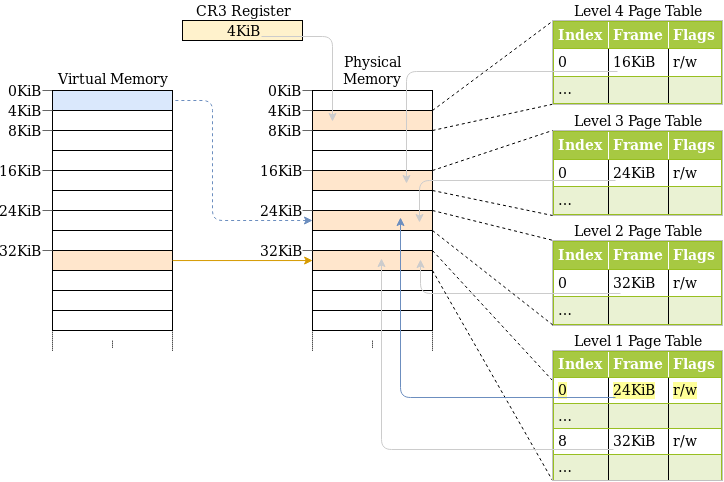 CR3 Register
4KiB
Virtual Memory
0KiB
4KiB
8KiB
16KiB
24KiB
32KiB
Physical
Memory
0KiB
4KiB
8KiB
16KiB
24KiB
32KiB
Level 4 Page Table
Index Frame Flags
0 16KiB r/w
...
Level 3 Page Table
Index Frame Flags
0 24KiB r/w
...
Level 2 Page Table
Index Frame Flags
0 32KiB r/w
...
Level 1 Page Table
Index Frame Flags
0 24KiB r/w
...
8 32KiB r/w
...